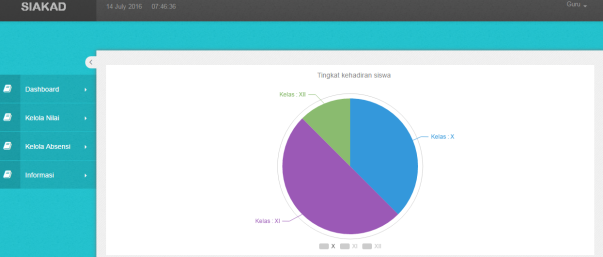 SIAKAD
14 July 2016 07:46:36
Guru
Dashboard
Kelola Nilai
Kelola Absensi
Informasi
Tingkat kehadiran siswa
Kelas : XII
Kelas : X
Kelas : XI
X XI XII